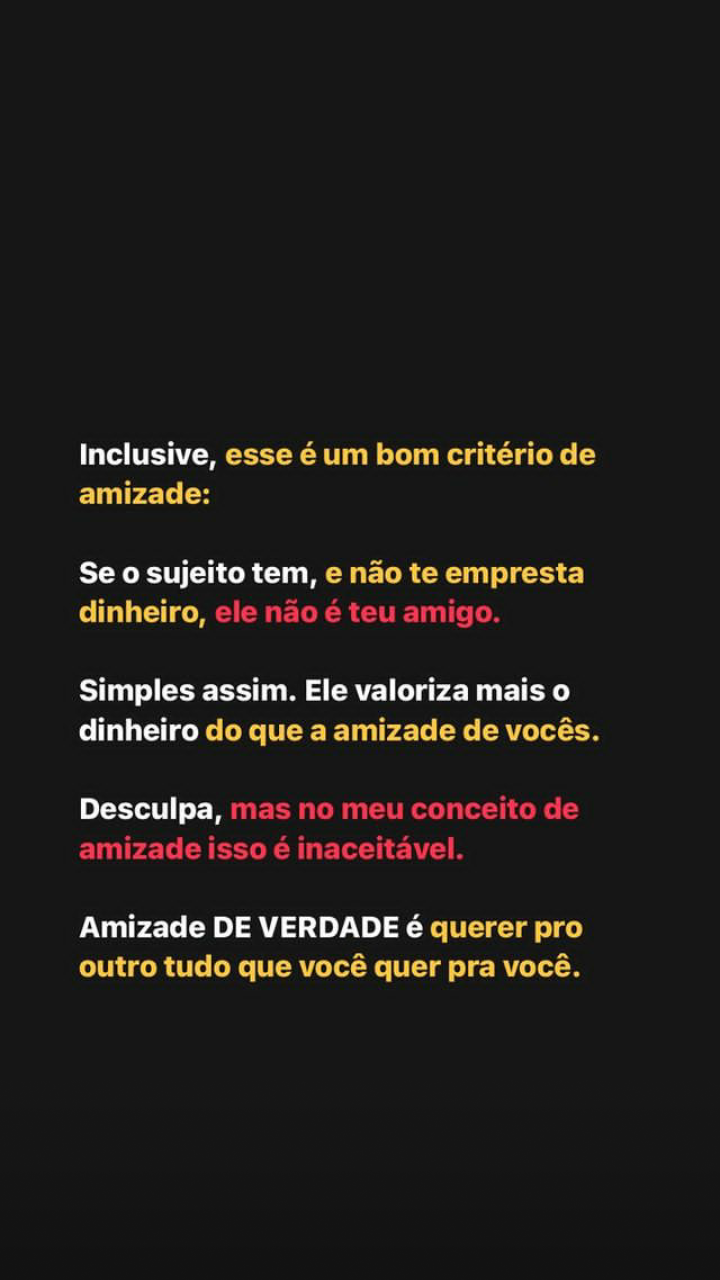 Inclusive, esse é um bom critério de
amizade:
Se o sujeito tem, e não te empresta
dinheiro, ele não é teu amigo.
Simples assim. Ele valoriza mais o
dinheiro do que a amizade de vocês.
Desculpa, mas no meu conceito de
amizade isso é inaceitável.
Amizade DE VERDADE é querer pro
outro tudo que você quer pra você.